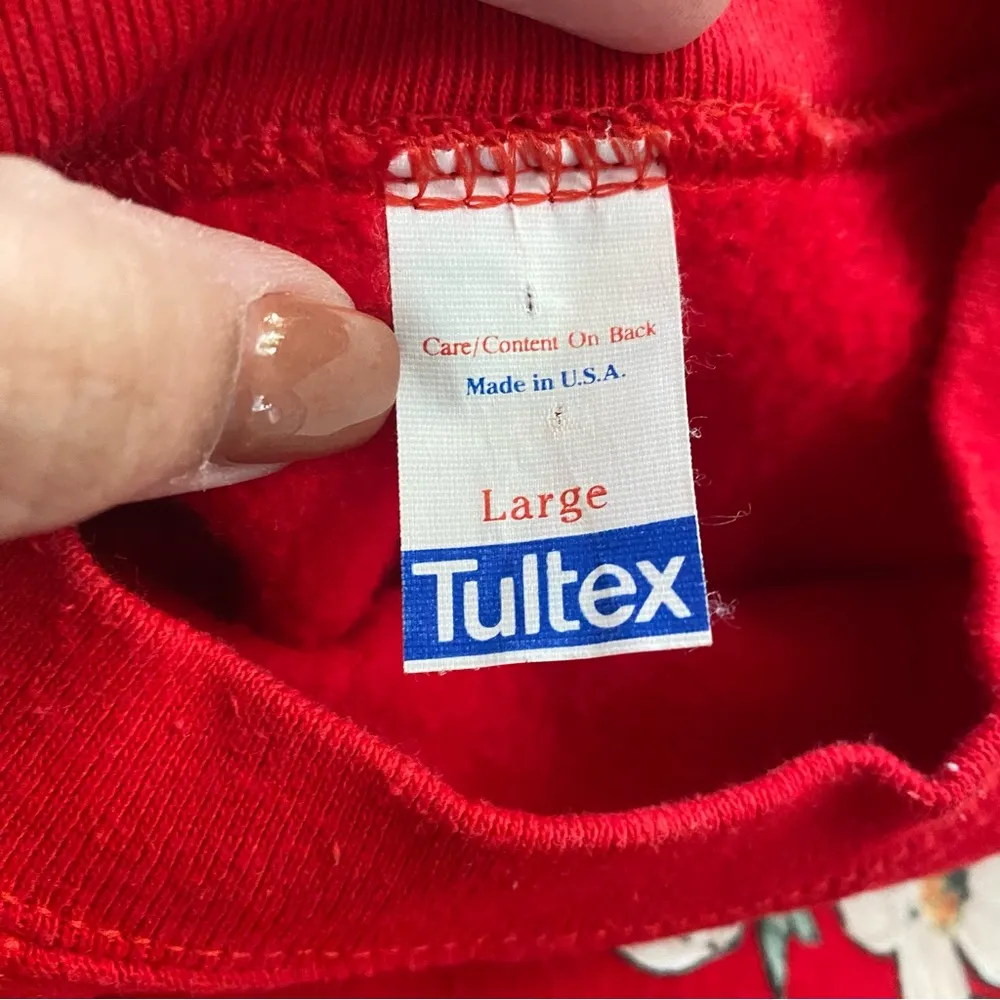 Care/Content On Back
Made in U.S.A.
Large
Tultex